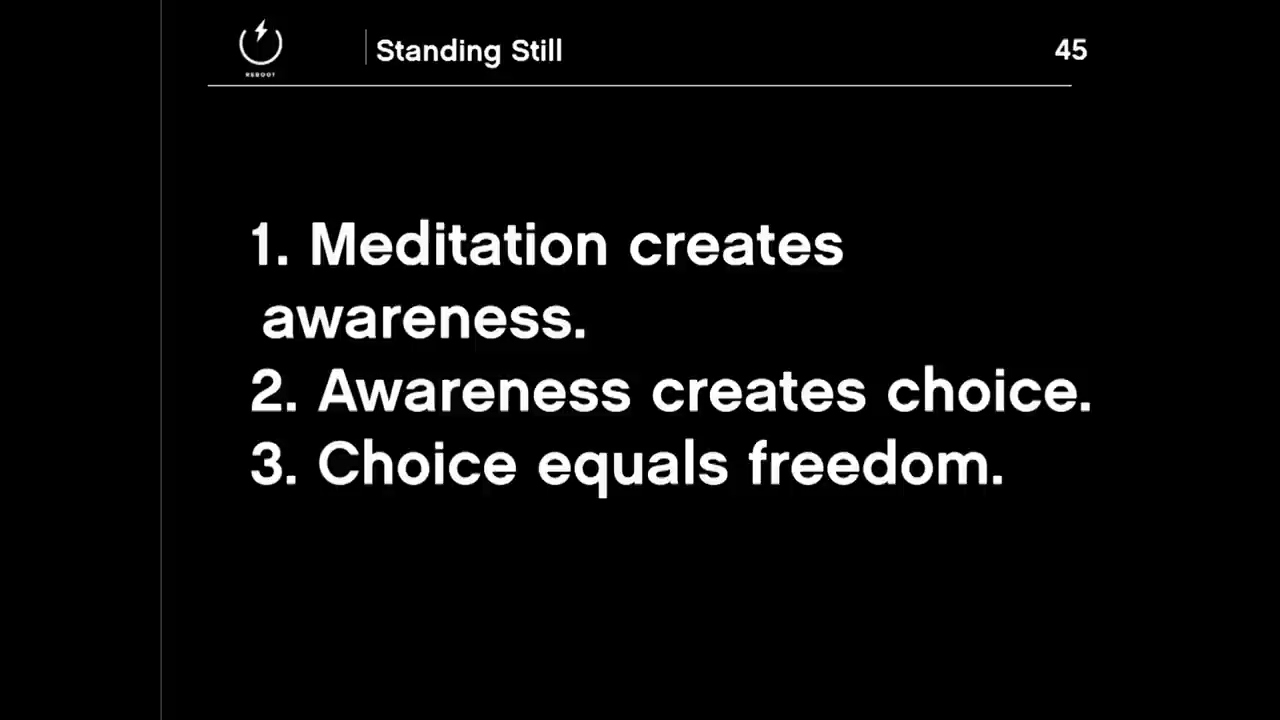 REBOOT
Standing Still
45
1. Meditation creates
awareness.
2. Awareness creates choice.
3. Choice equals freedom.